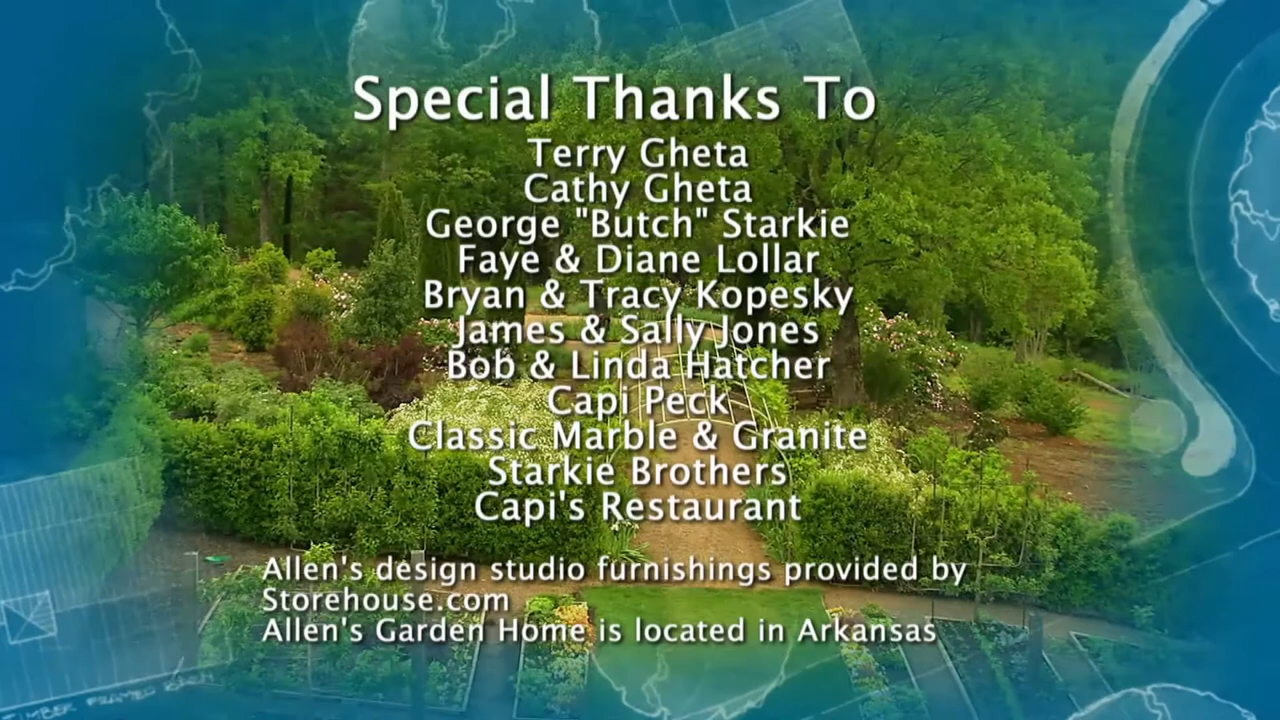 Special Thanks To
Terry Gheta
Cathy Gheta
George "Butch" Starkie
Faye & Diane Lollar
Bryan & Tracy Kopesky
James & Sally Jones
Bob & Linda Hatcher
Capi Peck
Classic Marble & Granite
Starkie Brothers
Capi's Restaurant
Allen's design studio furnishings provided by
Storehouse.com
Allen's Garden Home is located in Arkansas
TIMBER FRAMED